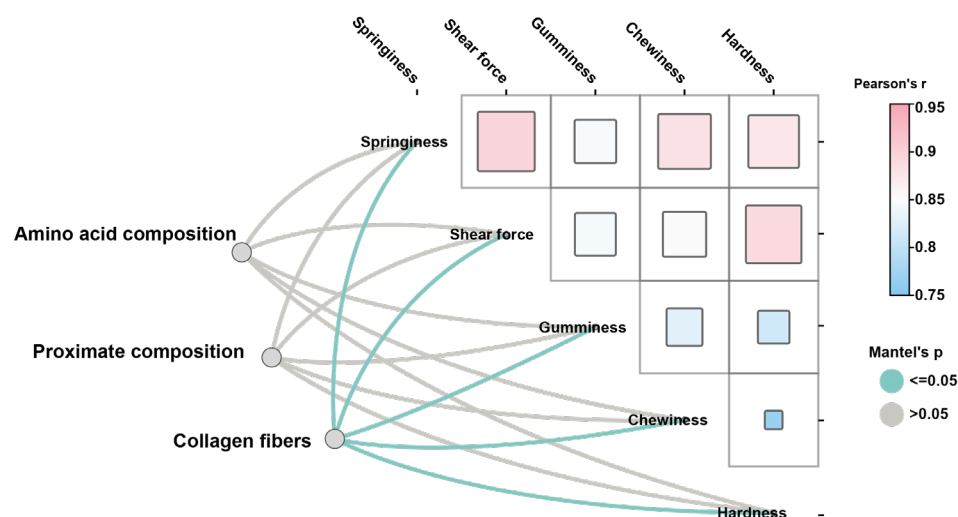 Springiness
Shear force
Gumminess
Chewiness
Hardness
Pearson's r
0.95
0.9
0.85
0.8
0.75
Springiness
Shear force
Gumminess
Chewiness
Hardness
Amino acid composition
Proximate composition
Collagen fibers
Mantel's p
<=0.05
>0.05